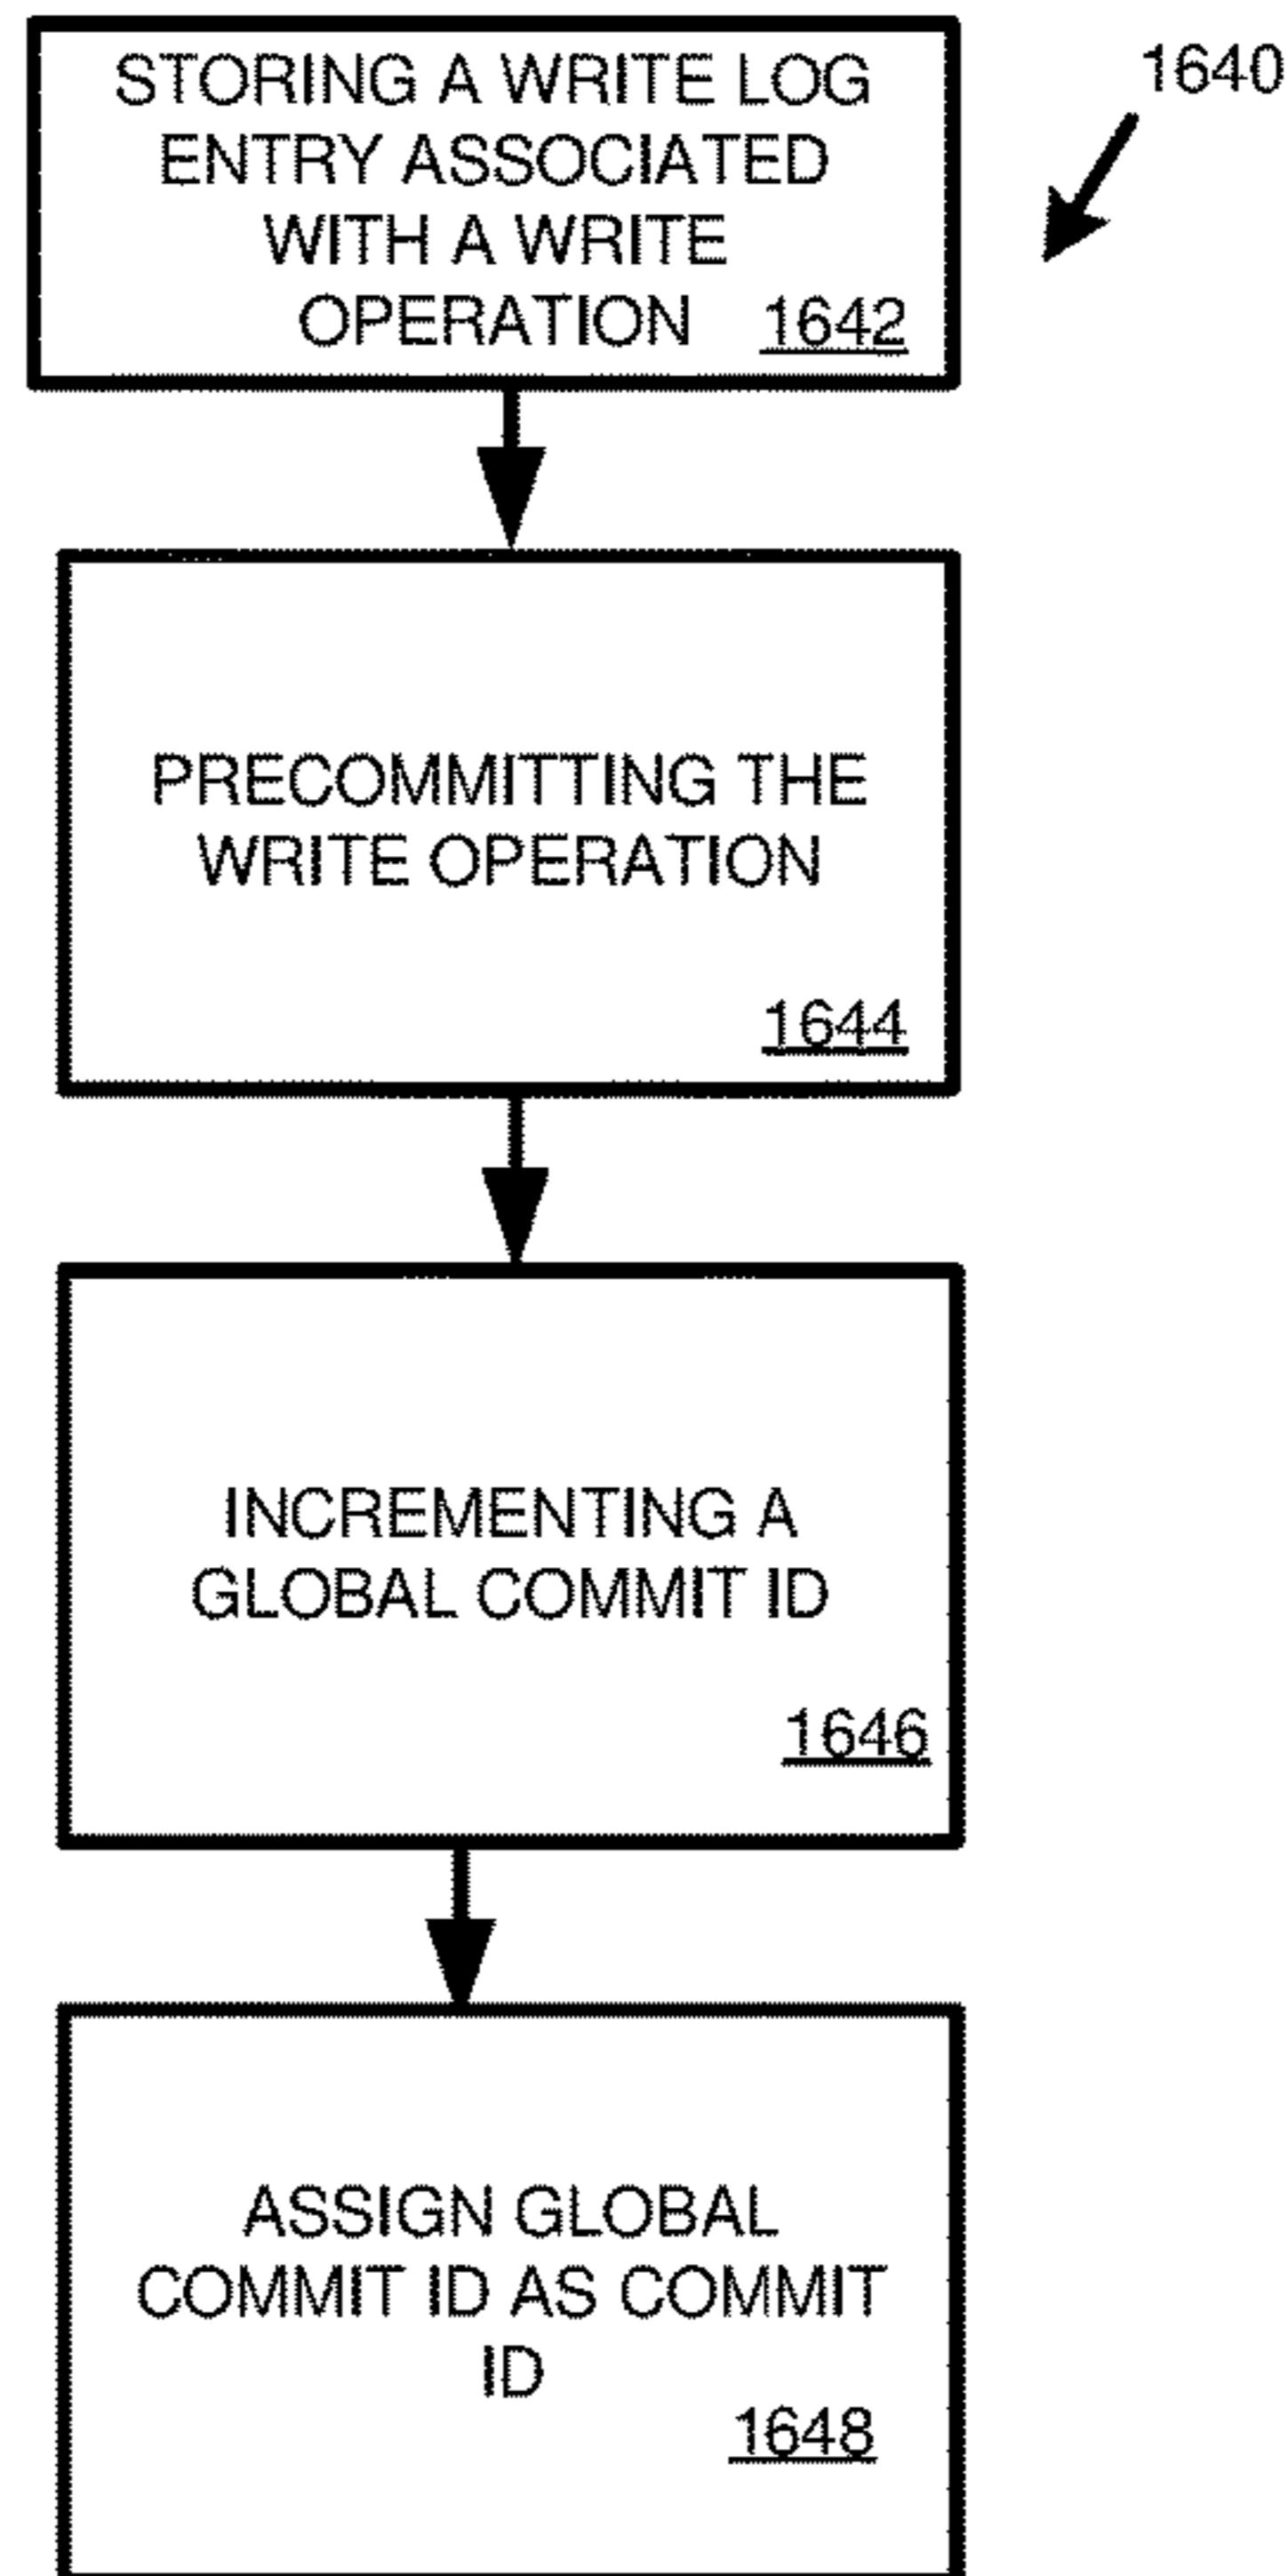 STORING A WRITE LOG
ENTRY ASSOCIATED
WITH A WRITE
OPERATION 1642
1640
PRECOMMITTING THE
WRITE OPERATION
1644
INCREMENTING A
GLOBAL COMMIT ID
1646
ASSIGN GLOBAL
COMMIT ID AS COMMIT
ID
1648